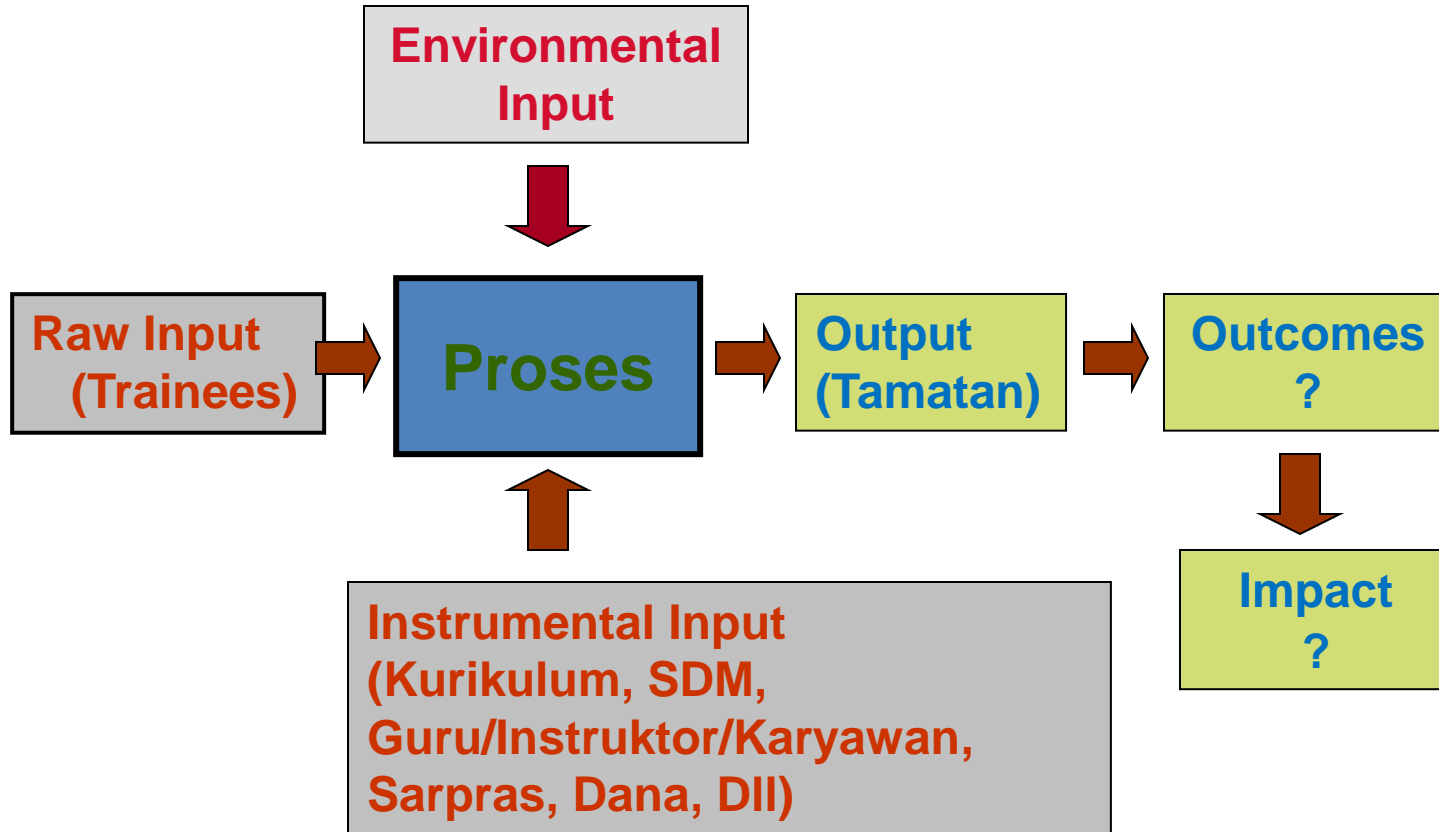 Environmental
Input
Raw Input
(Trainees)
Proses
Output
(Tamatan)
Outcomes
?
Impact
?
Instrumental Input
(Kurikulum, SDM,
Guru/Instruktor/Karyawan,
Sarpras, Dana, Dll)